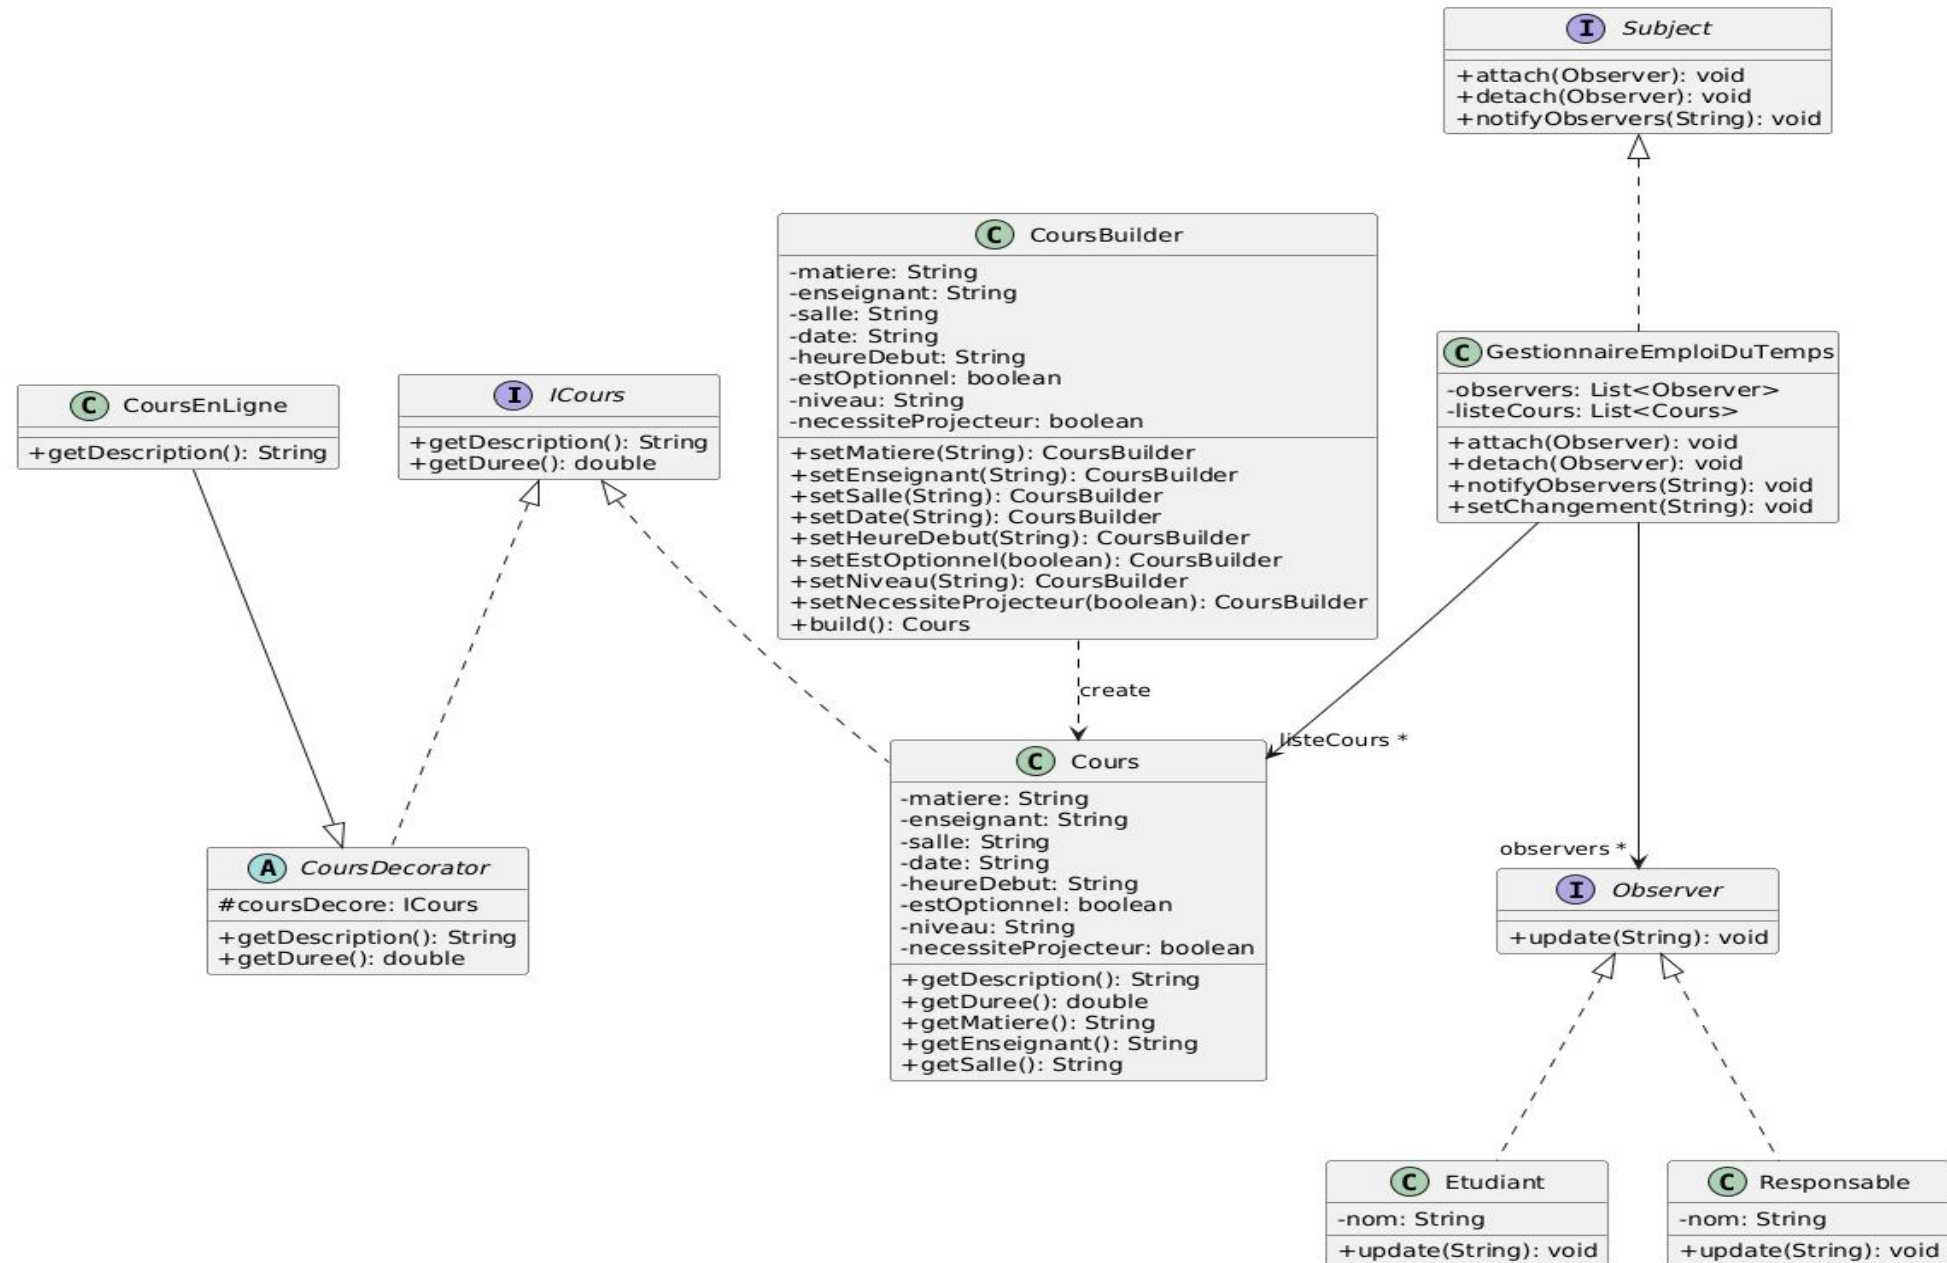 I Subject
+attach(Observer): void
+detach(Observer): void
+notifyObservers(String): void
C CoursBuilder
-matiere: String
-enseignant: String
-salle: String
-date: String
-heureDebut: String
-estOptionnel: boolean
-niveau: String
-necessiteProjecteur: boolean
+setMatiere(String): CoursBuilder
+setEnseignant(String): CoursBuilder
+setSalle(String): CoursBuilder
+setDate(String): CoursBuilder
+setHeureDebut(String): CoursBuilder
+setEstOptionnel(boolean): CoursBuilder
+setNiveau(String): CoursBuilder
+setNecessiteProjecteur(boolean): CoursBuilder
+build(): Cours
C GestionnaireEmploiDuTemps
-observers: List<Observer>
-listeCours: List<Cours>
+attach(Observer): void
+detach(Observer): void
+notifyObservers(String): void
+setChangement(String): void
C CoursEnLigne
+getDescription(): String
I ICours
+getDescription(): String
+getDuree(): double
create
listeCours *
C Cours
-matiere: String
-enseignant: String
-salle: String
-date: String
-heureDebut: String
-estOptionnel: boolean
-niveau: String
-necessiteProjecteur: boolean
+getDescription(): String
+getDuree(): double
+getMatiere(): String
+getEnseignant(): String
+getSalle(): String
A CoursDecorator
#coursDecore: ICours
+getDescription(): String
+getDuree(): double
observers *
I Observer
+update(String): void
C Etudiant
-nom: String
+update(String): void
C Responsable
-nom: String
+update(String): void